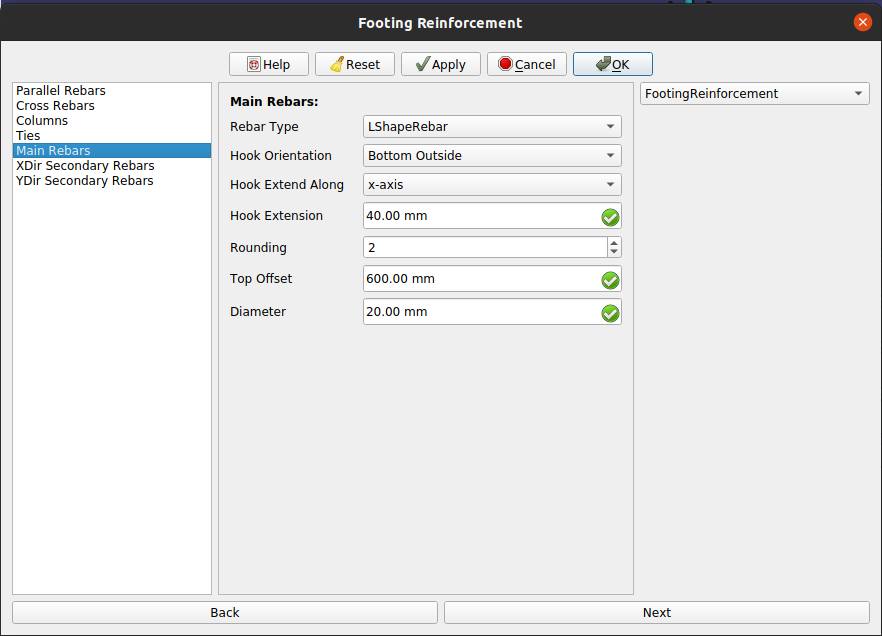 Footing Reinforcement
Help
Reset
Apply
Cancel
OK
Parallel Rebars
Cross Rebars
Columns
Ties
Main Rebars
XDir Secondary Rebars
YDir Secondary Rebars
Main Rebars:
Rebar Type LShapeRebar
Hook Orientation Bottom Outside
Hook Extend Along x-axis
Hook Extension 40.00 mm
Rounding 2
Top Offset 600.00 mm
Diameter 20.00 mm
FootingReinforcement
Back
Next